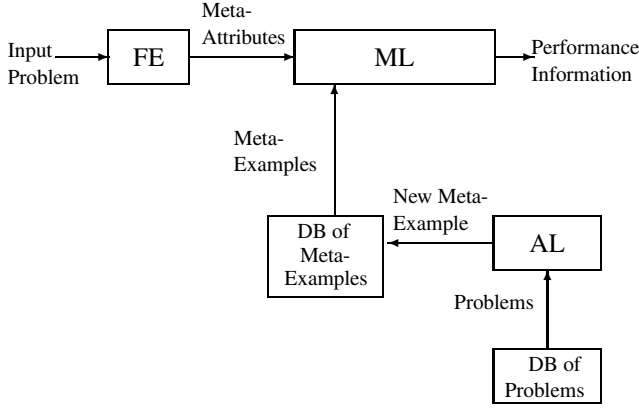 Meta-
Attributes
Input
Problem
FE
ML
Performance
Information
Meta-
Examples
New Meta-
Example
DB of
Meta-
Examples
AL
Problems
DB of
Problems